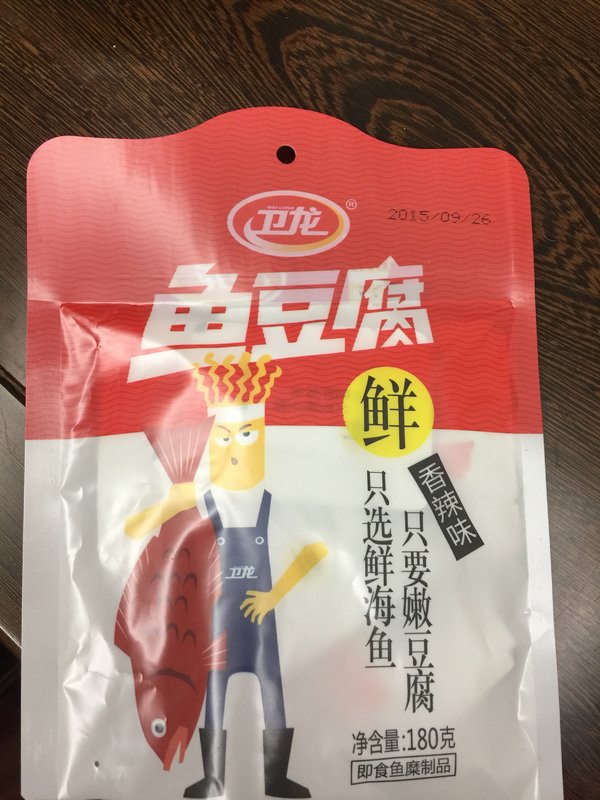 WEI LONG
卫龙®
2015/09/26
鱼豆腐
鲜
香辣味
只要嫩豆腐
只选鲜海鱼
卫龙
净含量:180克
即食鱼糜制品